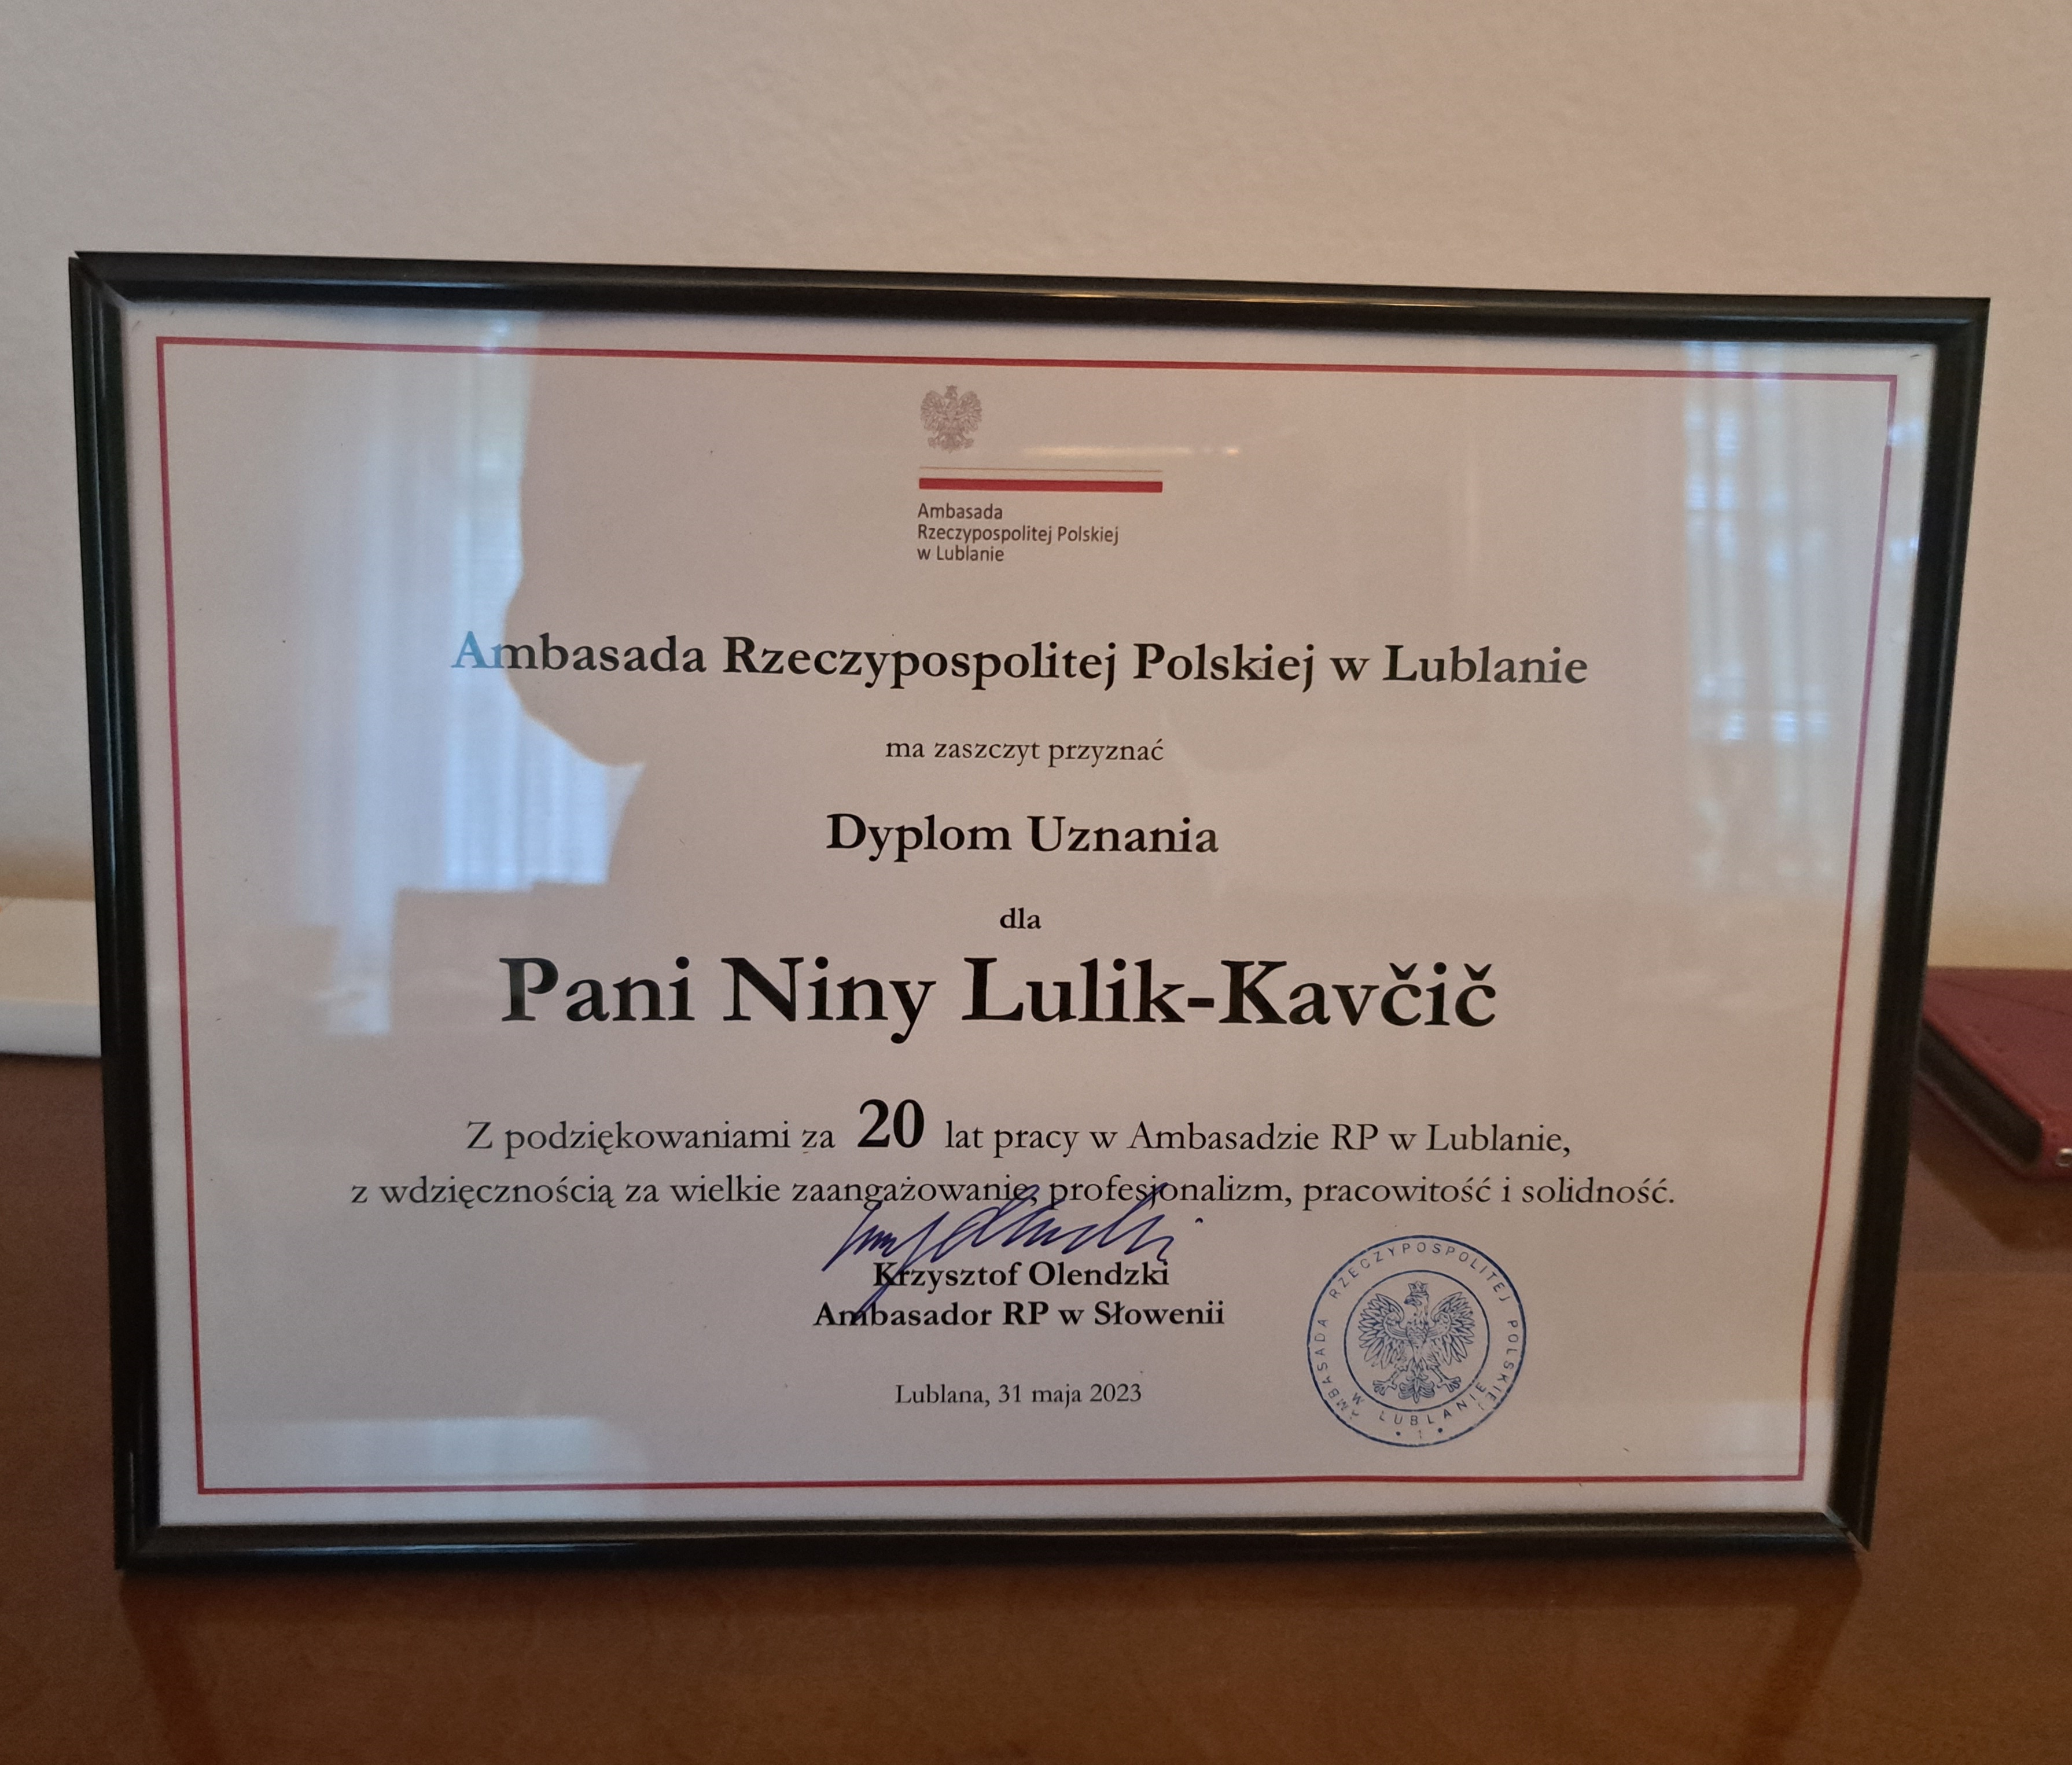 Ambasada
Rzeczypospolitej Polskiej
w Lublanie
Ambasada Rzeczypospolitej Polskiej w Lublanie
ma zaszczyt przyznać
Dyplom Uznania
dla
Pani Niny Lulik-Kavčič
Z podziękowaniami za 20 lat pracy w Ambasadzie RP w Lublanie,
z wdzięcznością za wielkie zaangażowanie, profesjonalizm, pracowitość i solidność.
Krzysztof Olendzki
Ambasador RP w Słowenii
Lublana, 31 maja 2023
AMBASADA RZECZYPOSPOLITEJ POLSKIEJ
W LUBLANIE
• 1 •